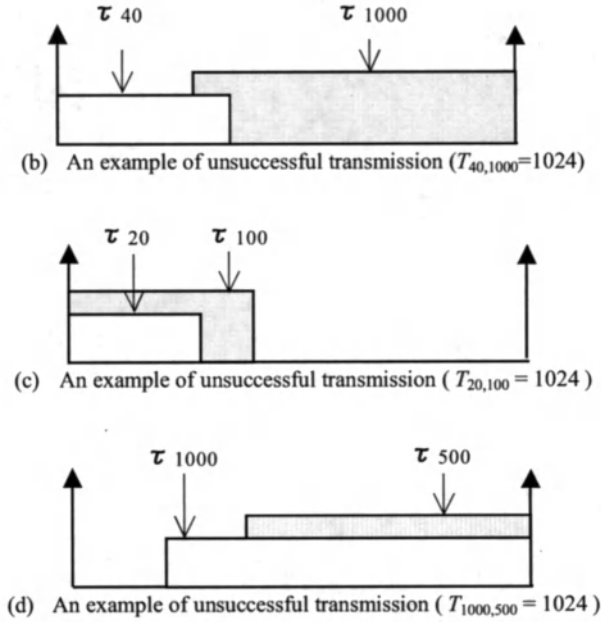 τ 40 τ 1000
(b) An example of unsuccessful transmission (T40,1000=1024)
τ 20 τ 100
(c) An example of unsuccessful transmission ( T20,100 = 1024 )
τ 1000 τ 500
(d) An example of unsuccessful transmission ( T1000,500 = 1024 )